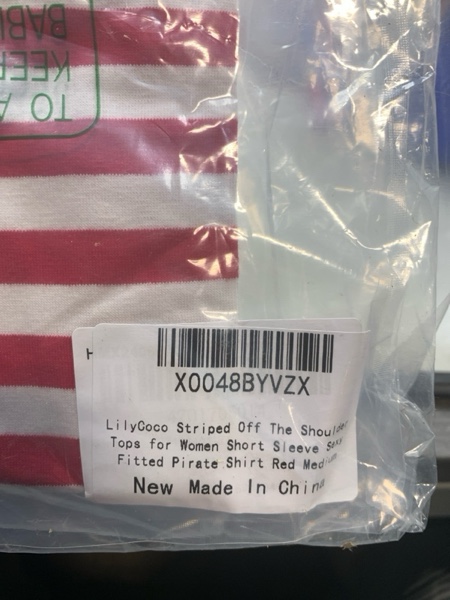 TO A
KEEP
BABI
H
X0048BYVZX
LilyCoco Striped Off The Shoulder
Tops for Women Short Sleeve Sexy
Fitted Pirate Shirt Red Medium
New Made In China